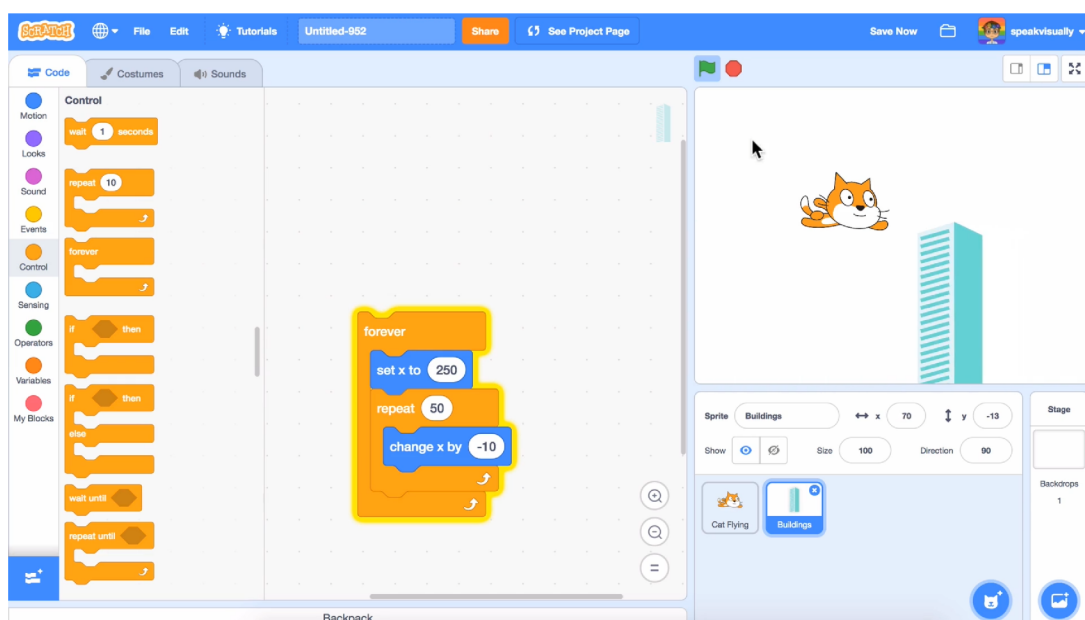 SCRATCH
File
Edit
Tutorials
Untitled-952
Share
See Project Page
Save Now
speakvisually
Code
Costumes
Sounds
Motion
Looks
Sound
Events
Control
Sensing
Operators
Variables
My Blocks
Control
wait 1 seconds
repeat 10
forever
if then
if then
else
wait until
repeat until
forever
set x to 250
repeat 50
change x by -10
Backpack
Sprite Buildings x 70 y -13
Show Size 100 Direction 90
Cat Flying
Buildings
Stage
Backdrops
1